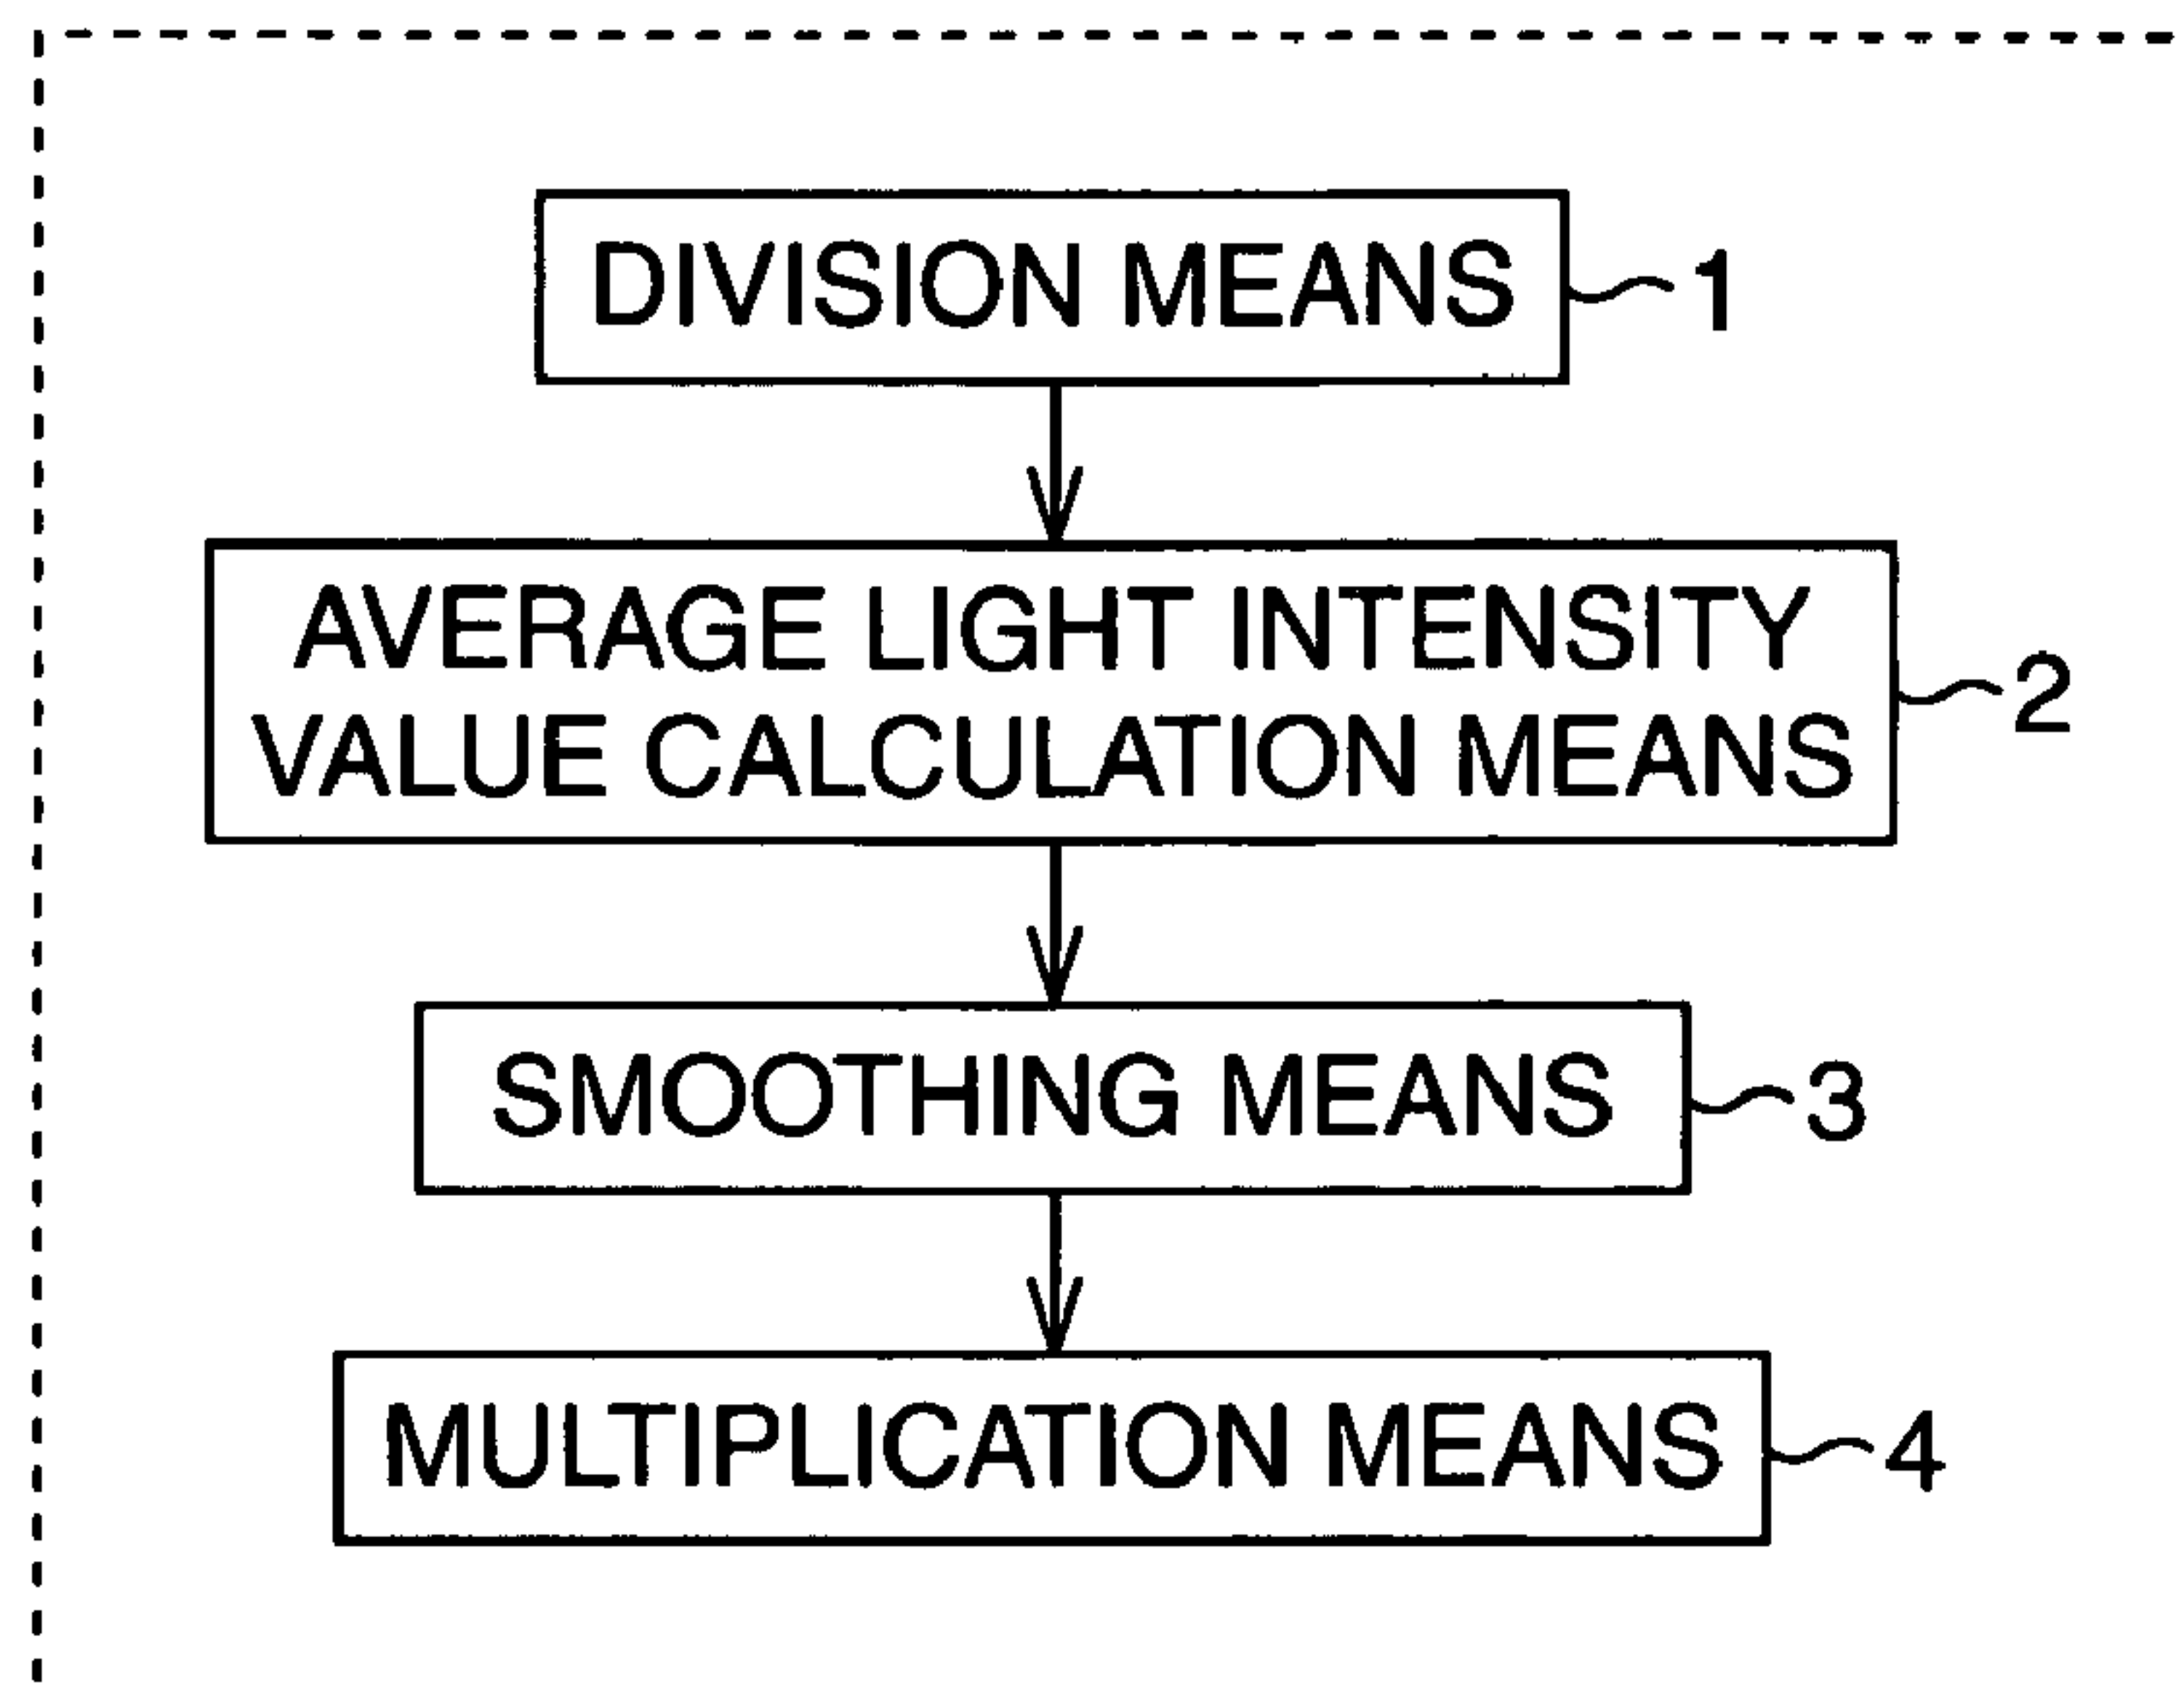 DIVISION MEANS 1
AVERAGE LIGHT INTENSITY
VALUE CALCULATION MEANS 2
SMOOTHING MEANS 3
MULTIPLICATION MEANS 4